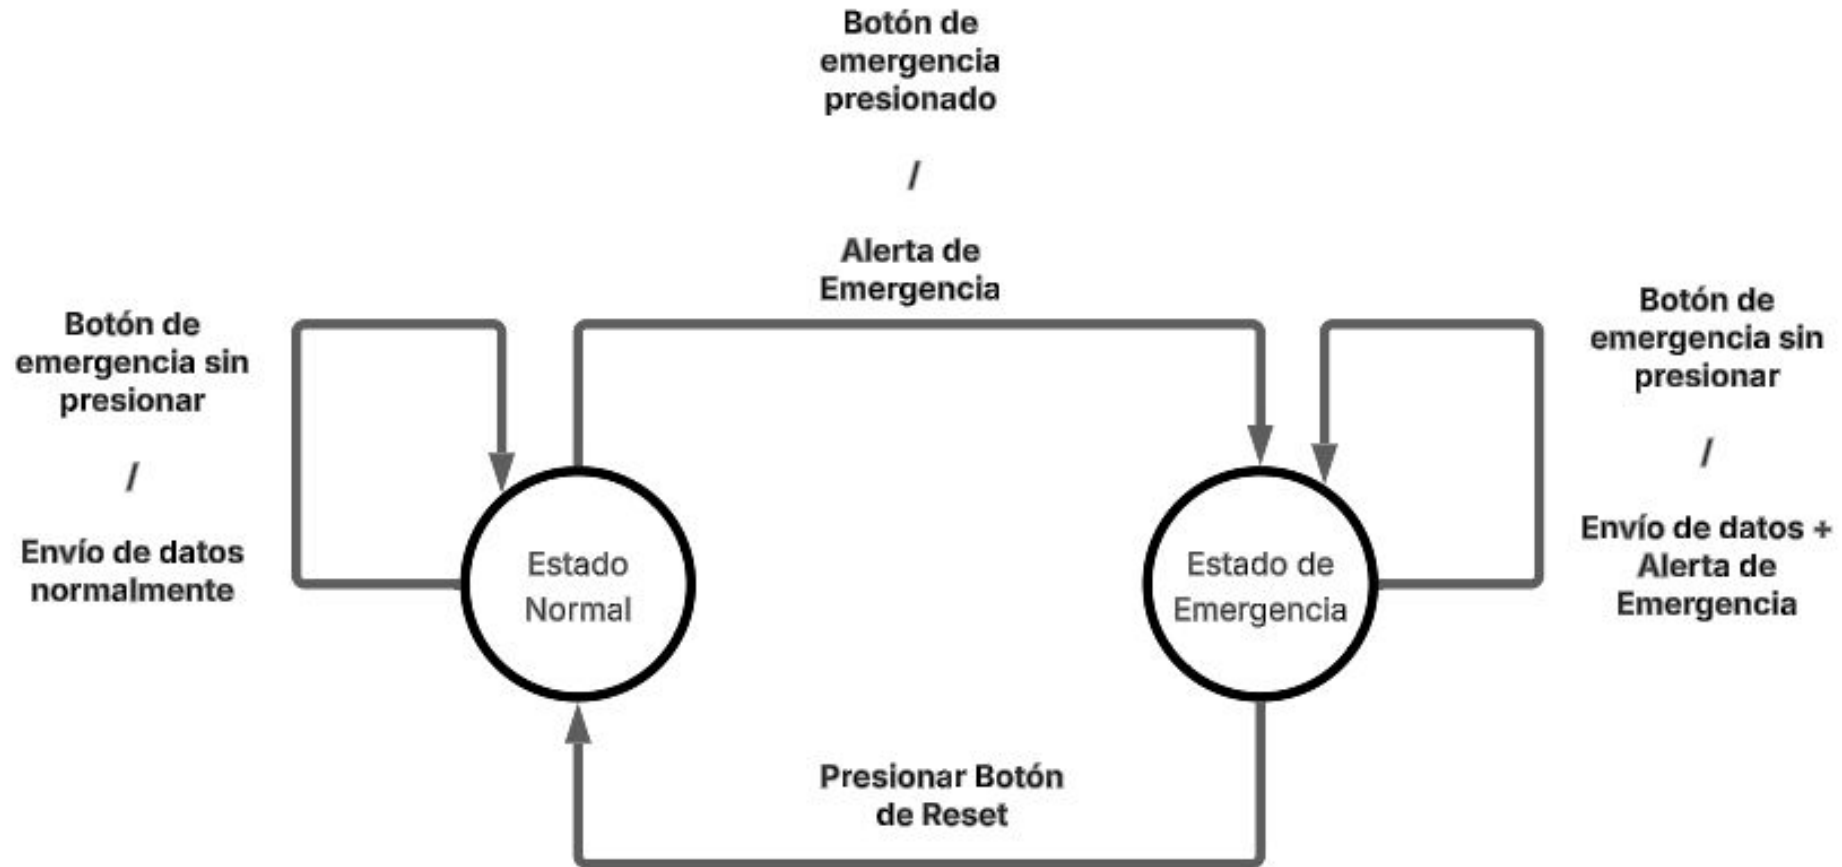 Botón de
emergencia
presionado
/
Alerta de
Emergencia
Botón de
emergencia sin
presionar
/
Envío de datos
normalmente
Botón de
emergencia sin
presionar
/
Envío de datos +
Alerta de
Emergencia
Estado
Normal
Estado de
Emergencia
Presionar Botón
de Reset